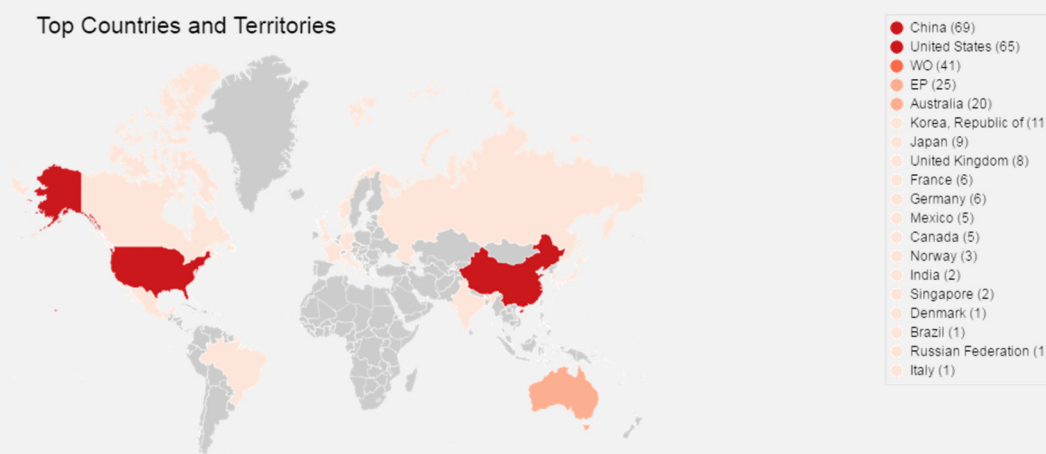 Top Countries and Territories
China (69)
United States (65)
WO (41)
EP (25)
Australia (20)
Korea, Republic of (11
Japan (9)
United Kingdom (8)
France (6)
Germany (6)
Mexico (5)
Canada (5)
Norway (3)
India (2)
Singapore (2)
Denmark (1)
Brazil (1)
Russian Federation (1
Italy (1)